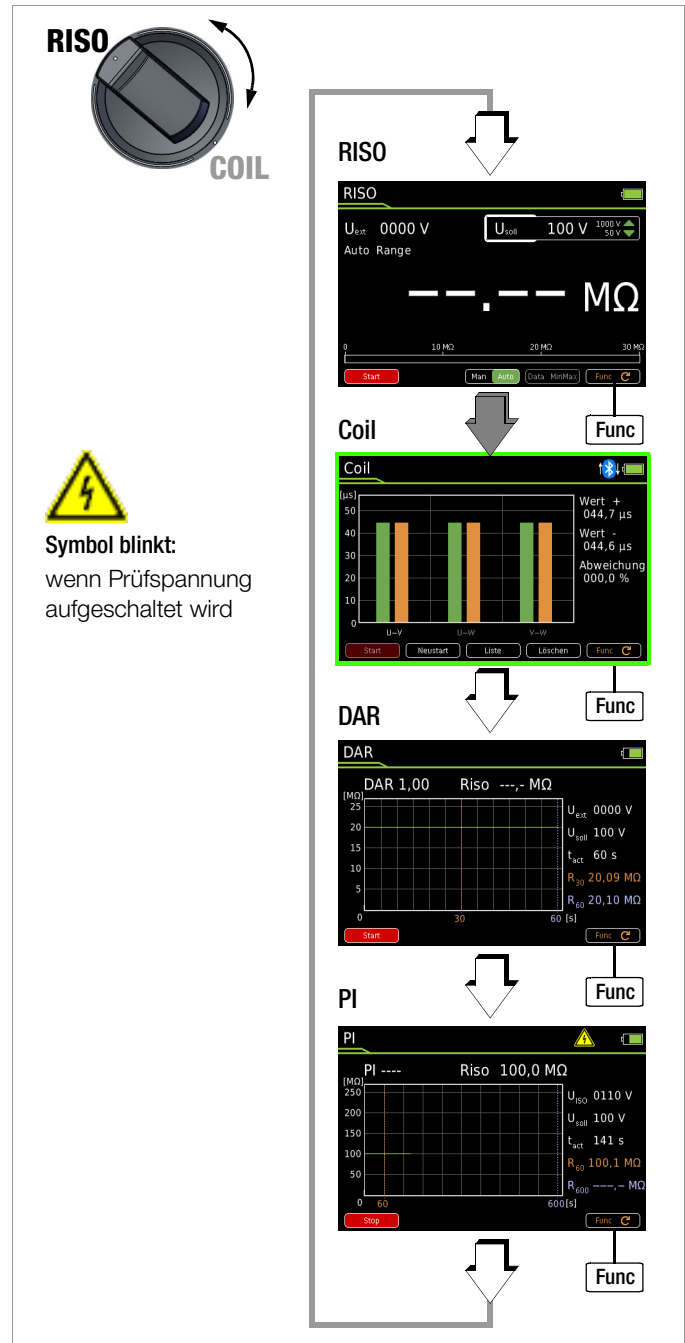 RISO
COIL
Symbol blinkt:
wenn Prüfspannung
aufgeschaltet wird
RISO
RISO
Uext 0000 V
Usoll 100 V 1000 V
50 V
Auto Range
−−.−− MΩ
0 10 MΩ 20 MΩ 30 MΩ
Start Man Auto Data MinMax Func
Func
Coil
Coil
[µs]
50
40
30
20
10
0
U−V U−W V−W
Wert +
044,7 µs
Wert -
044,6 µs
Abweichung
000,0 %
Start Neustart Liste Löschen Func
Func
DAR
DAR
DAR 1,00 Riso ---,- MΩ
[MΩ]
25
20
15
10
5
0 30 60 [s]
Uext 0000 V
Usoll 100 V
tact 60 s
R30 20,09 MΩ
R60 20,10 MΩ
Start Func
Func
PI
PI
PI ---- Riso 100,0 MΩ
[MΩ]
250
200
150
100
50
0 60 600 [s]
UISO 0110 V
Usoll 100 V
tact 141 s
R60 100,1 MΩ
R600 −−−,− MΩ
Stop Func
Func